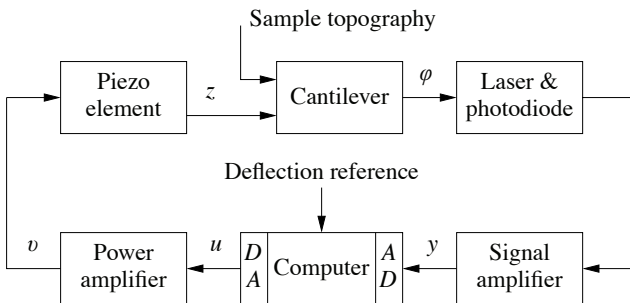 Sample topography
Piezo
element
z
Cantilever
φ
Laser &
photodiode
Deflection reference
υ
Power
amplifier
u
D
A
Computer
A
D
y
Signal
amplifier